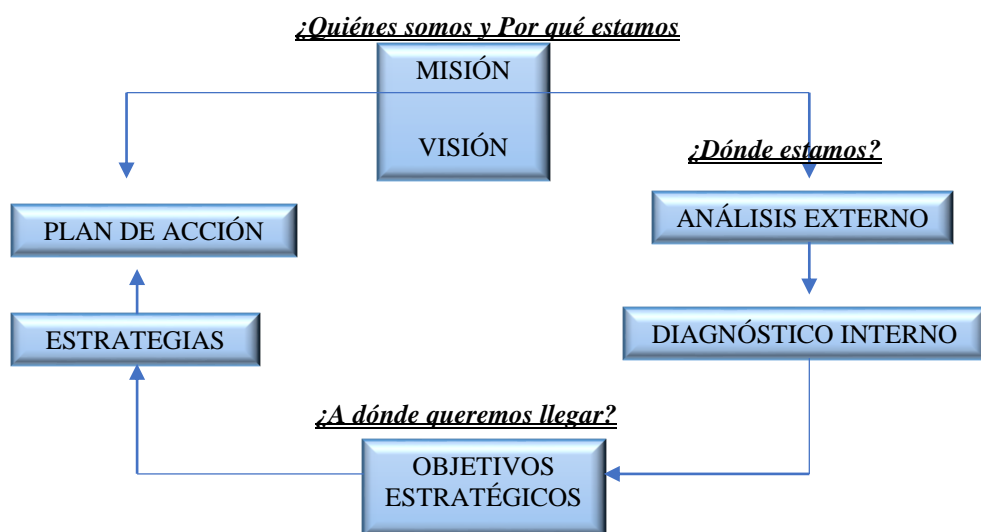 ¿Quiénes somos y Por qué estamos
MISIÓN
VISIÓN
¿Dónde estamos?
PLAN DE ACCIÓN
ANÁLISIS EXTERNO
ESTRATEGIAS
DIAGNÓSTICO INTERNO
¿A dónde queremos llegar?
OBJETIVOS
ESTRATÉGICOS